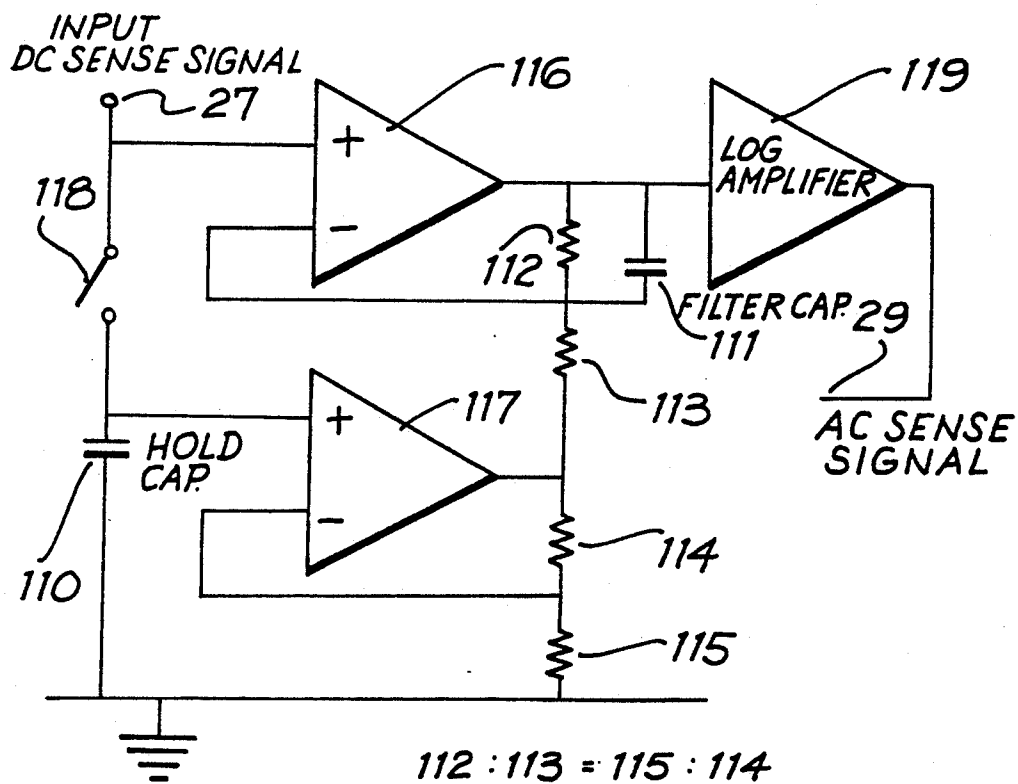 INPUT
DC SENSE SIGNAL
27
116
119
+
-
LOG
AMPLIFIER
118
112
FILTER CAP.
111
29
113
AC SENSE
SIGNAL
117
+
-
HOLD
CAP.
110
114
115
112 : 113 = 115 : 114